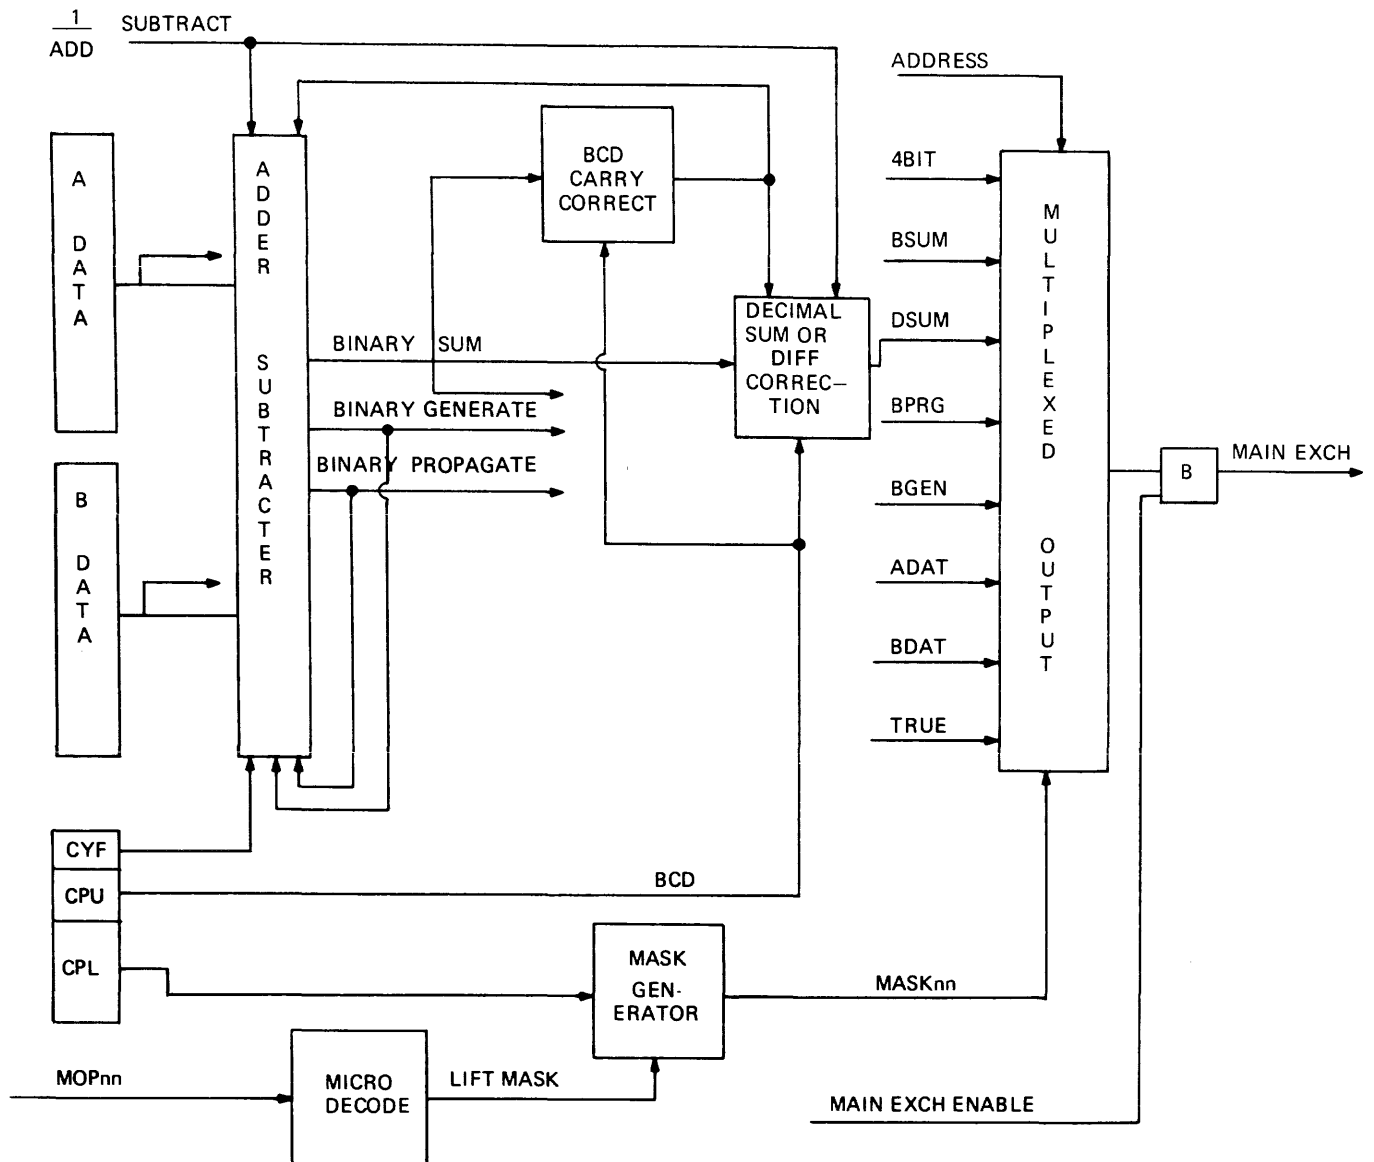 1
ADD
SUBTRACT
A DATA
B DATA
ADDER SUBTRACTER
BCD
CARRY
CORRECT
BINARY SUM
BINARY GENERATE
BINARY PROPAGATE
DECIMAL
SUM OR
DIFF
CORREC–
TION
ADDRESS
4BIT
BSUM
DSUM
BPRG
BGEN
ADAT
BDAT
TRUE
MULTIPLEXED OUTPUT
B
MAIN EXCH
CYF
CPU
CPL
BCD
MASK
GEN-
ERATOR
MASKnn
MOPnn
MICRO
DECODE
LIFT MASK
MAIN EXCH ENABLE